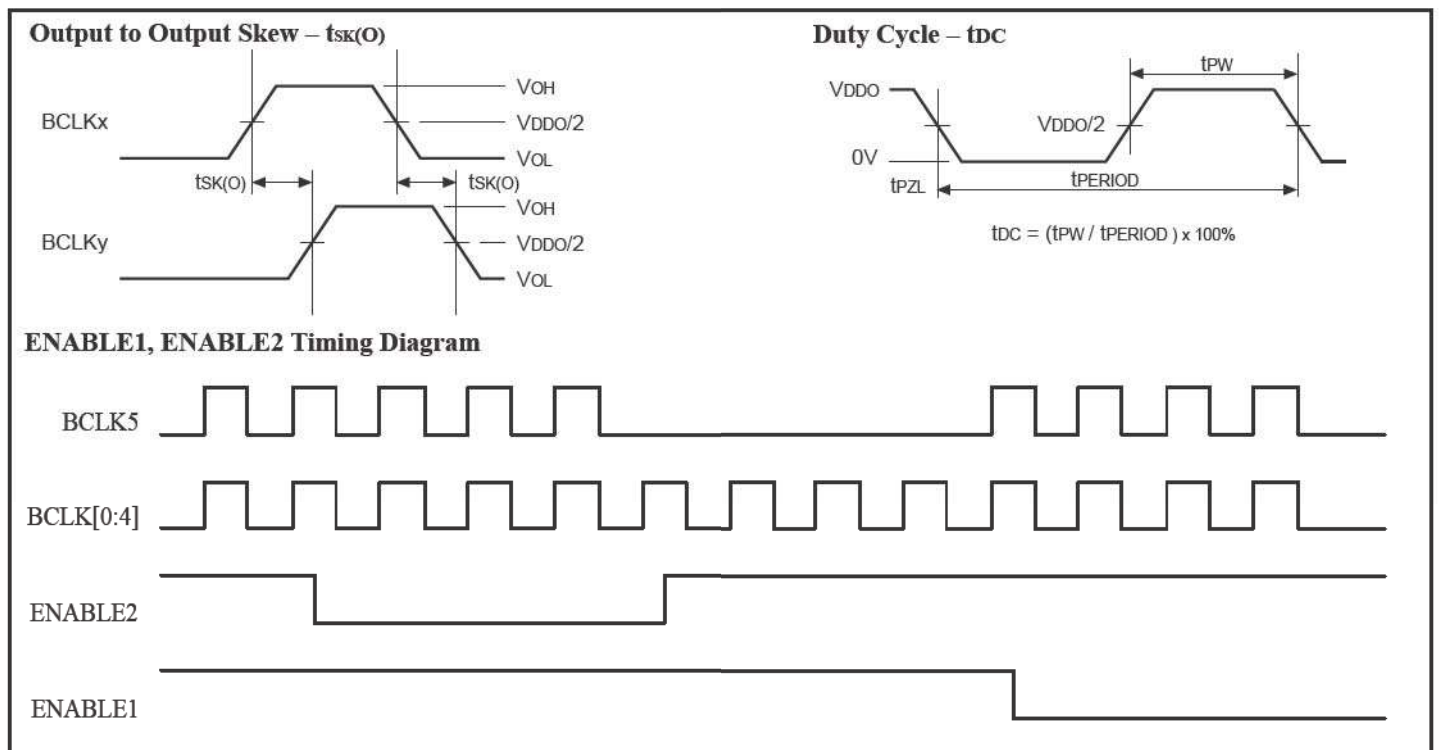 Output to Output Skew – tSK(O)
BCLKx
VOH
VDDO/2
VOL
tSK(O)
tSK(O)
BCLKy
VOH
VDDO/2
VOL
Duty Cycle – tDC
tPW
VDDO
VDDO/2
0V
tPZL
tPERIOD
tDC = (tPW / tPERIOD ) x 100%
ENABLE1, ENABLE2 Timing Diagram
BCLK5
BCLK[0:4]
ENABLE2
ENABLE1